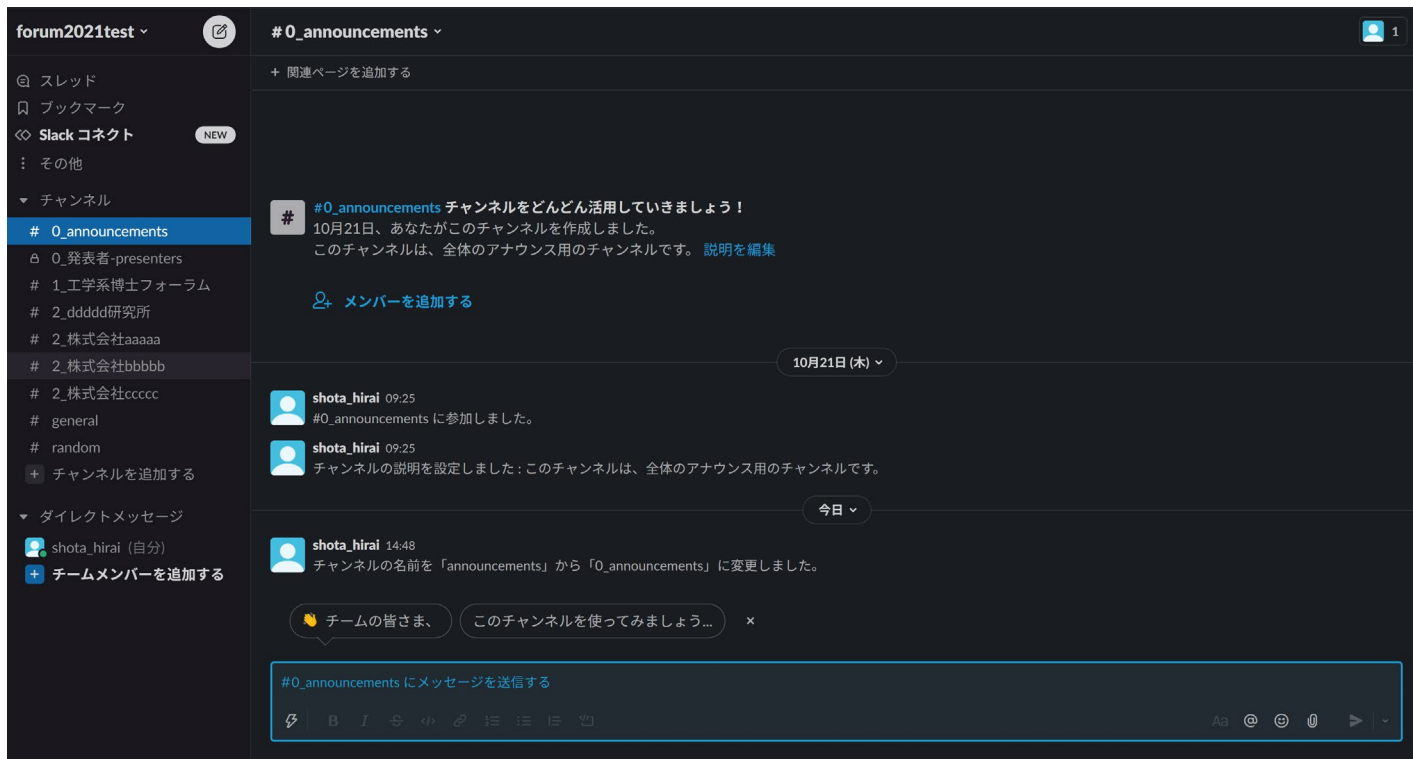 forum2021test
スレッド
ブックマーク
Slack コネクト NEW
その他
チャンネル
# 0_announcements
0_発表者-presenters
# 1_工学系博士フォーラム
# 2_ddddd研究所
# 2_株式会社aaaaa
# 2_株式会社bbbbb
# 2_株式会社ccccc
# general
# random
+ チャンネルを追加する
ダイレクトメッセージ
shota_hirai (自分)
+ チームメンバーを追加する
# 0_announcements
1
+ 関連ページを追加する
#
#0_announcements チャンネルをどんどん活用していきましょう！
10月21日、あなたがこのチャンネルを作成しました。
このチャンネルは、全体のアナウンス用のチャンネルです。 説明を編集
メンバーを追加する
10月21日 (木)
shota_hirai 09:25
#0_announcements に参加しました。
shota_hirai 09:25
チャンネルの説明を設定しました : このチャンネルは、全体のアナウンス用のチャンネルです。
今日
shota_hirai 14:48
チャンネルの名前を「announcements」から「0_announcements」に変更しました。
👋 チームの皆さま、 このチャンネルを使ってみましょう... ×
#0_announcements にメッセージを送信する
B I S </> Aa @